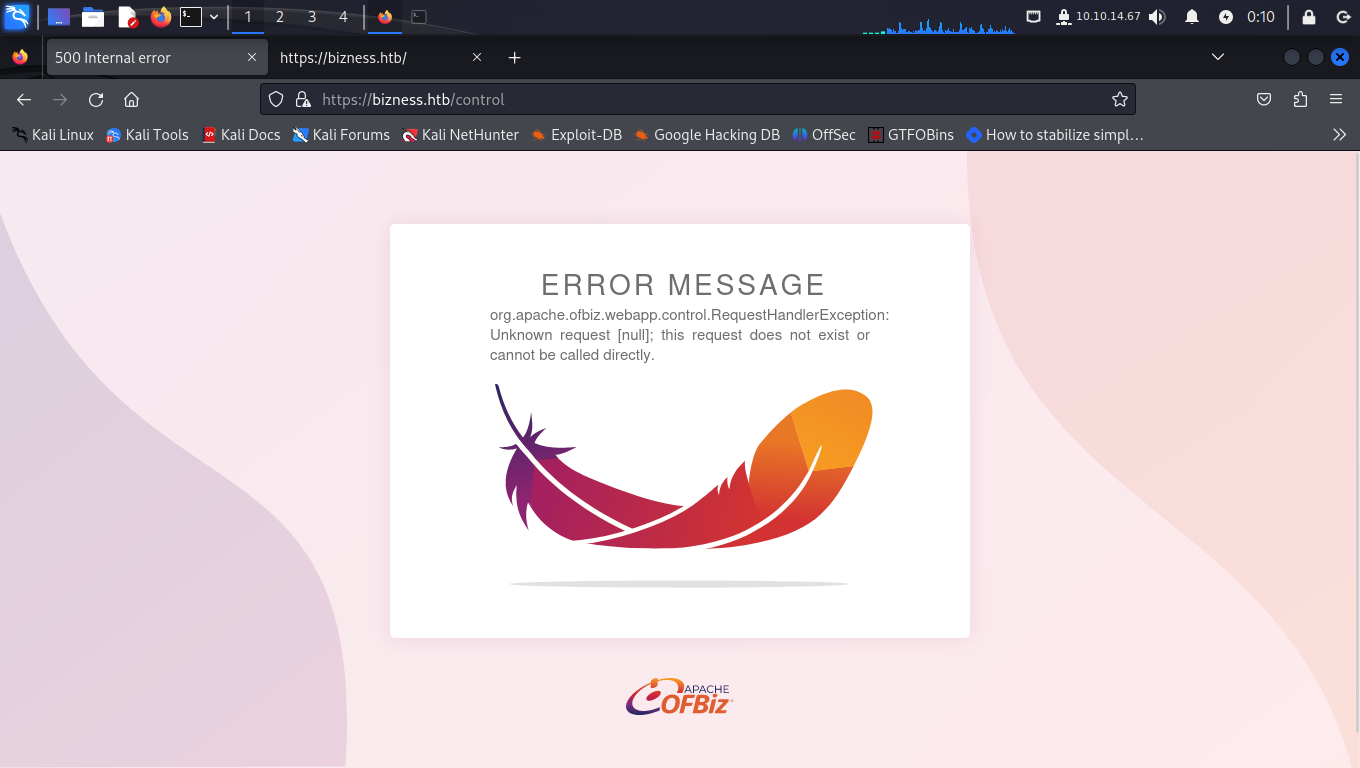 1 2 3 4 10.10.14.67 0:10
500 Internal error https://bizness.htb/
https://bizness.htb/control
Kali Linux Kali Tools Kali Docs Kali Forums Kali NetHunter Exploit-DB Google Hacking DB OffSec GTFOBins How to stabilize simpl…
ERROR MESSAGE
org.apache.ofbiz.webapp.control.RequestHandlerException:
Unknown request [null]; this request does not exist or
cannot be called directly.
APACHE
OFBiz